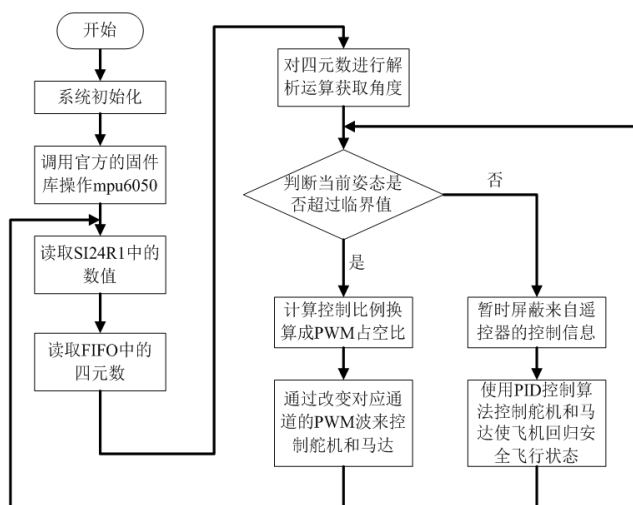 开始
系统初始化
调用官方的固件
库操作mpu6050
读取SI24R1中的
数值
读取FIFO中的
四元数
对四元数进行解
析运算获取角度
判断当前姿态是
否超过临界值
否
是
计算控制比例换
算成PWM占空比
通过改变对应通
道的PWM波来控
制舵机和马达
暂时屏蔽来自遥
控器的控制信息
使用PID控制算
法控制舵机和马
达使飞机回归安
全飞行状态